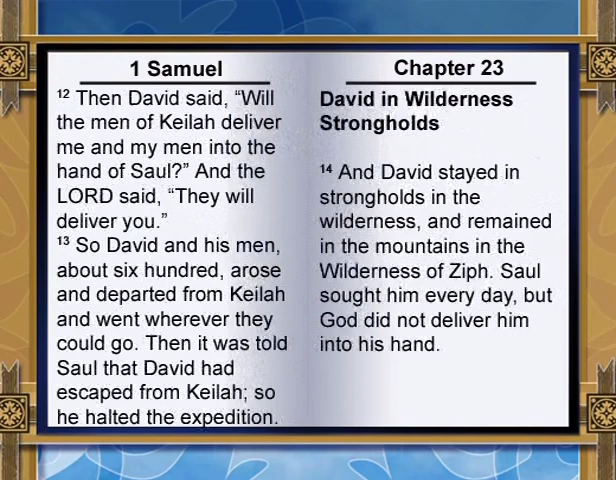 1 Samuel
¹² Then David said, “Will
the men of Keilah deliver
me and my men into the
hand of Saul?” And the
LORD said, “They will
deliver you.”
¹³ So David and his men,
about six hundred, arose
and departed from Keilah
and went wherever they
could go. Then it was told
Saul that David had
escaped from Keilah; so
he halted the expedition.
Chapter 23
David in Wilderness
Strongholds
¹⁴ And David stayed in
strongholds in the
wilderness, and remained
in the mountains in the
Wilderness of Ziph. Saul
sought him every day, but
God did not deliver him
into his hand.